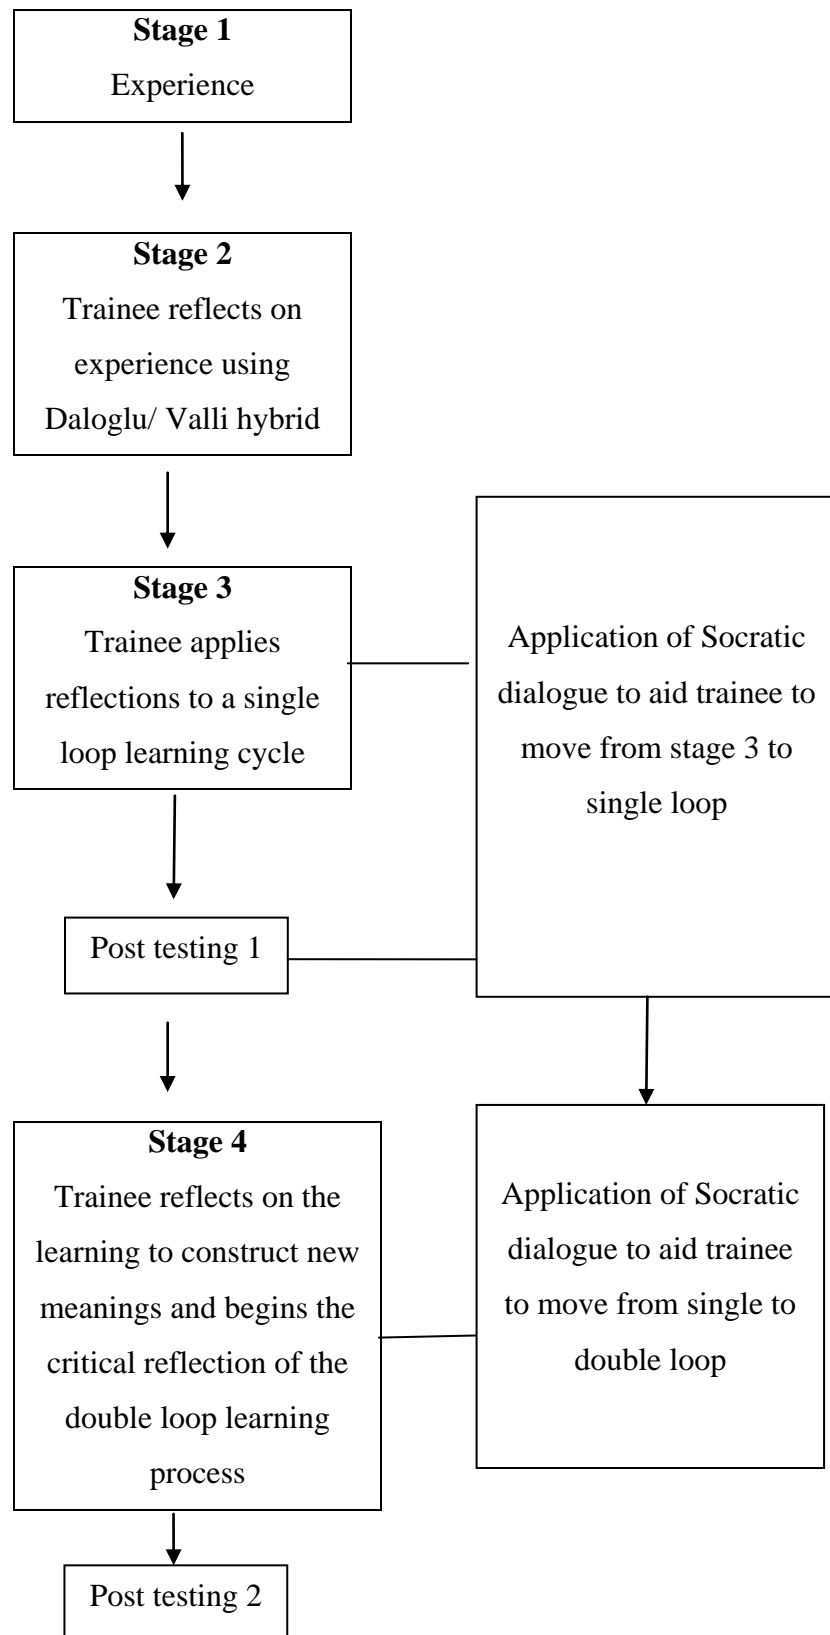 Stage 1
Experience
Stage 2
Trainee reflects on
experience using
Daloglu/ Valli hybrid
Stage 3
Trainee applies
reflections to a single
loop learning cycle
Application of Socratic
dialogue to aid trainee to
move from stage 3 to
single loop
Post testing 1
Stage 4
Trainee reflects on the
learning to construct new
meanings and begins the
critical reflection of the
double loop learning
process
Application of Socratic
dialogue to aid trainee
to move from single to
double loop
Post testing 2